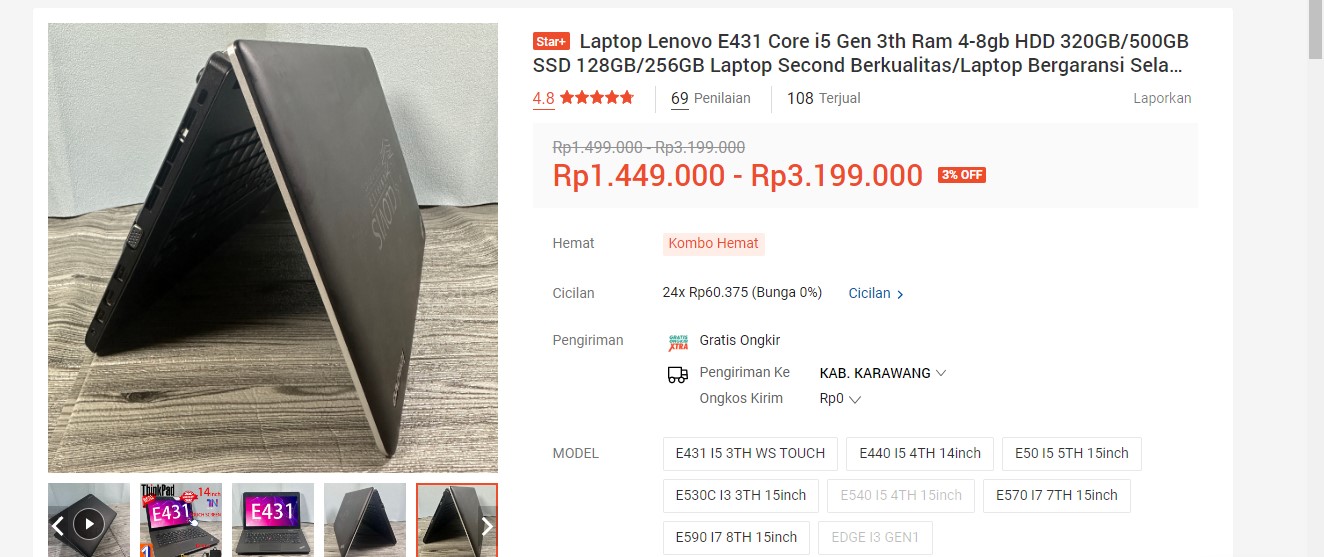 Star+ Laptop Lenovo E431 Core i5 Gen 3th Ram 4-8gb HDD 320GB/500GB
SSD 128GB/256GB Laptop Second Berkualitas/Laptop Bergaransi Sela...
4.8 69 Penilaian 108 Terjual Laporkan
Rp1.499.000 - Rp3.199.000
Rp1.449.000 - Rp3.199.000 3% OFF
Hemat Kombo Hemat
Cicilan 24x Rp60.375 (Bunga 0%) Cicilan
Pengiriman GRATIS ONGKIR XTRA Gratis Ongkir
Pengiriman Ke KAB. KARAWANG
Ongkos Kirim Rp0
MODEL E431 I5 3TH WS TOUCH E440 I5 4TH 14inch E50 I5 5TH 15inch
E530C I3 3TH 15inch E540 I5 4TH 15inch E570 I7 7TH 15inch
E590 I7 8TH 15inch EDGE I3 GEN1
ThinkPad
14inch
E431
E431